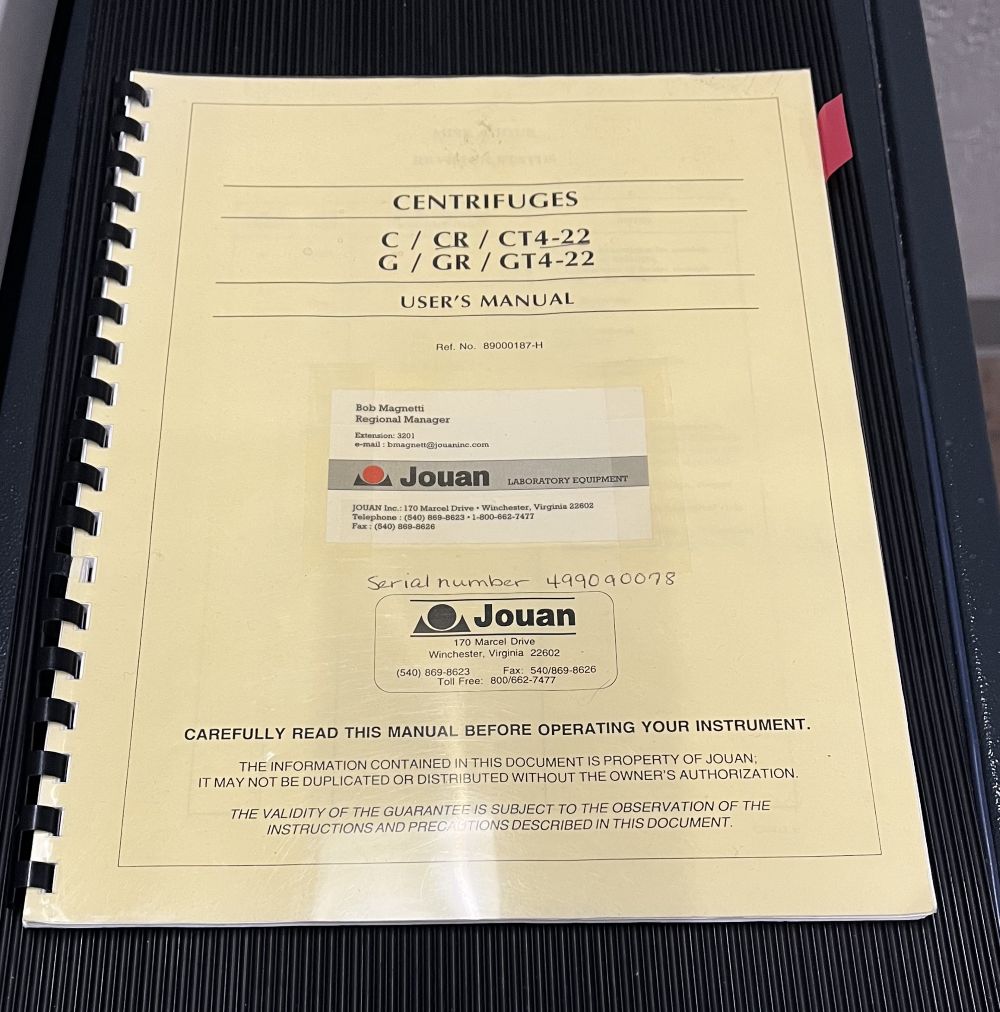 CENTRIFUGES
C / CR / CT4-22
G / GR / GT4-22
USER'S MANUAL
Ref. No. 89000187-H
Bob Magnetti
Regional Manager
Extension: 3201
e-mail : bmagnett@jouaninc.com
Jouan LABORATORY EQUIPMENT
JOUAN Inc.: 170 Marcel Drive • Winchester, Virginia 22602
Telephone : (540) 869-8623 • 1-800-662-7477
Fax : (540) 869-8626
Serial number 499090078
Jouan
170 Marcel Drive
Winchester, Virginia 22602
(540) 869-8623 Fax: 540/869-8626
Toll Free: 800/662-7477
CAREFULLY READ THIS MANUAL BEFORE OPERATING YOUR INSTRUMENT.
THE INFORMATION CONTAINED IN THIS DOCUMENT IS PROPERTY OF JOUAN;
IT MAY NOT BE DUPLICATED OR DISTRIBUTED WITHOUT THE OWNER'S AUTHORIZATION.
THE VALIDITY OF THE GUARANTEE IS SUBJECT TO THE OBSERVATION OF THE
INSTRUCTIONS AND PRECAUTIONS DESCRIBED IN THIS DOCUMENT.